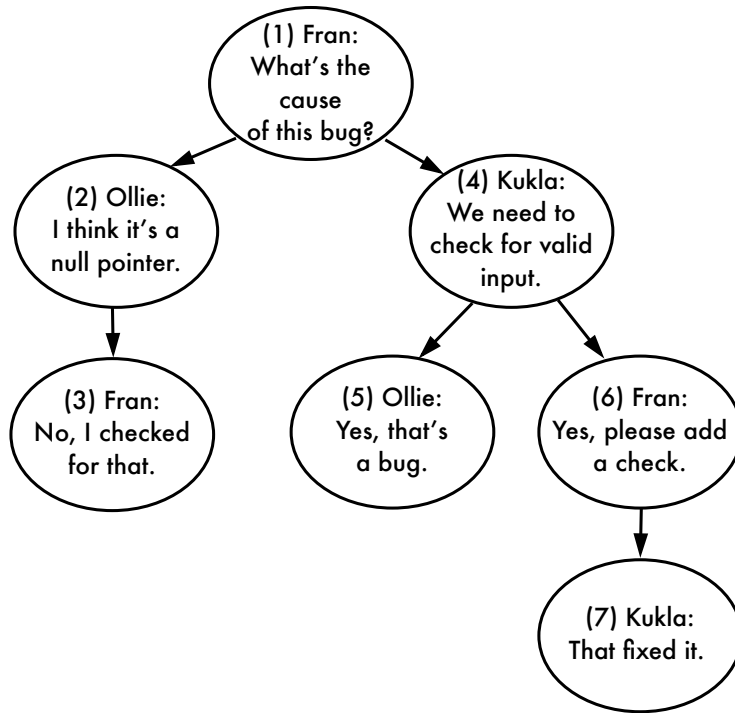 (1) Fran:
What's the
cause
of this bug?
(2) Ollie:
I think it's a
null pointer.
(4) Kukla:
We need to
check for valid
input.
(3) Fran:
No, I checked
for that.
(5) Ollie:
Yes, that's
a bug.
(6) Fran:
Yes, please add
a check.
(7) Kukla:
That fixed it.